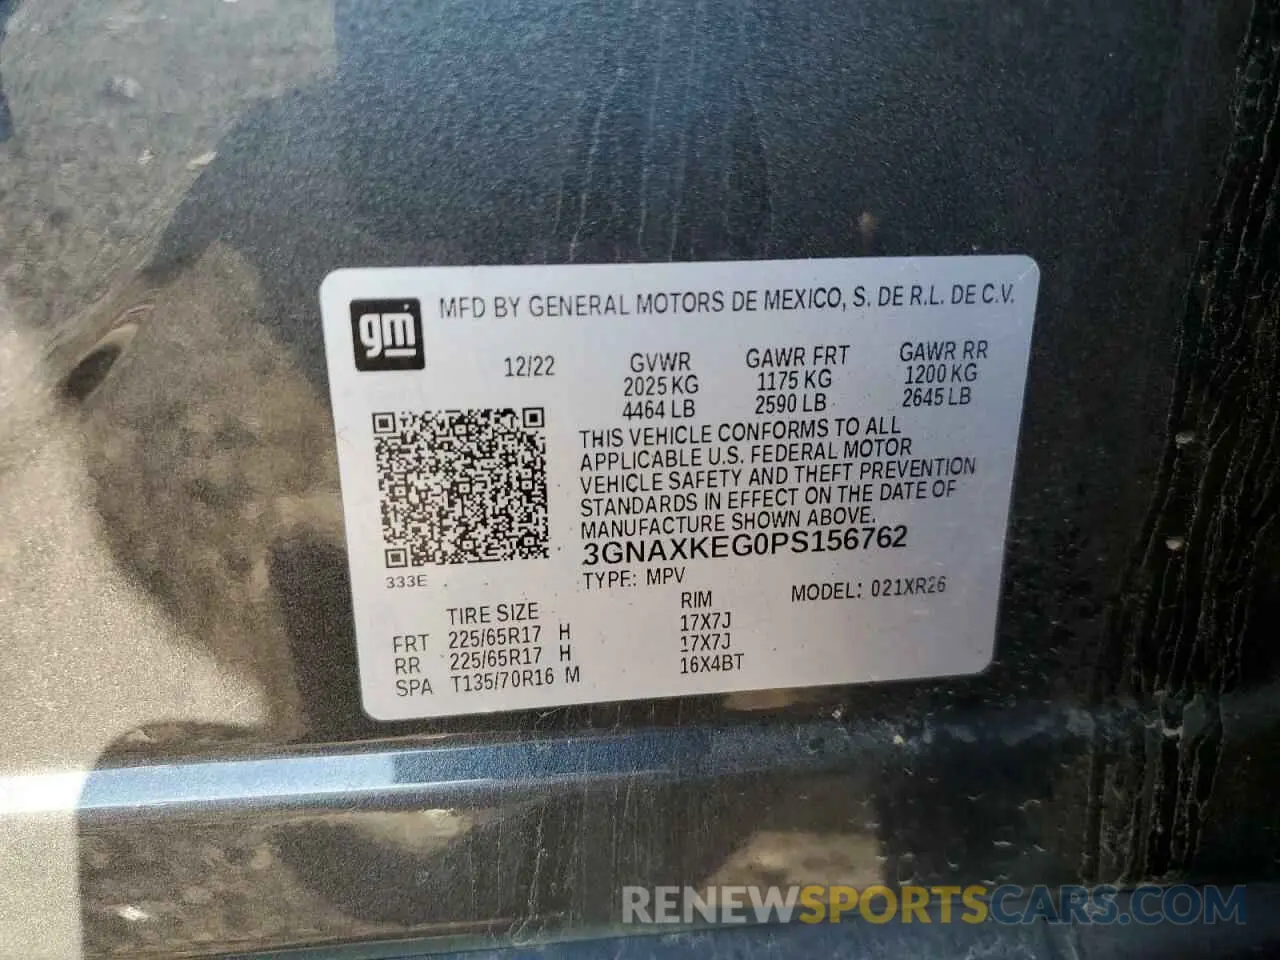 gm
MFD BY GENERAL MOTORS DE MEXICO, S. DE R.L. DE C.V.
12/22 GVWR GAWR FRT GAWR RR
2025 KG 1175 KG 1200 KG
4464 LB 2590 LB 2645 LB
THIS VEHICLE CONFORMS TO ALL
APPLICABLE U.S. FEDERAL MOTOR
VEHICLE SAFETY AND THEFT PREVENTION
STANDARDS IN EFFECT ON THE DATE OF
MANUFACTURE SHOWN ABOVE.
3GNAXKEG0PS156762
333E TYPE: MPV MODEL: 021XR26
TIRE SIZE RIM
FRT 225/65R17 H 17X7J
RR 225/65R17 H 17X7J
SPA T135/70R16 M 16X4BT
RENEWSPORTSCARS.COM